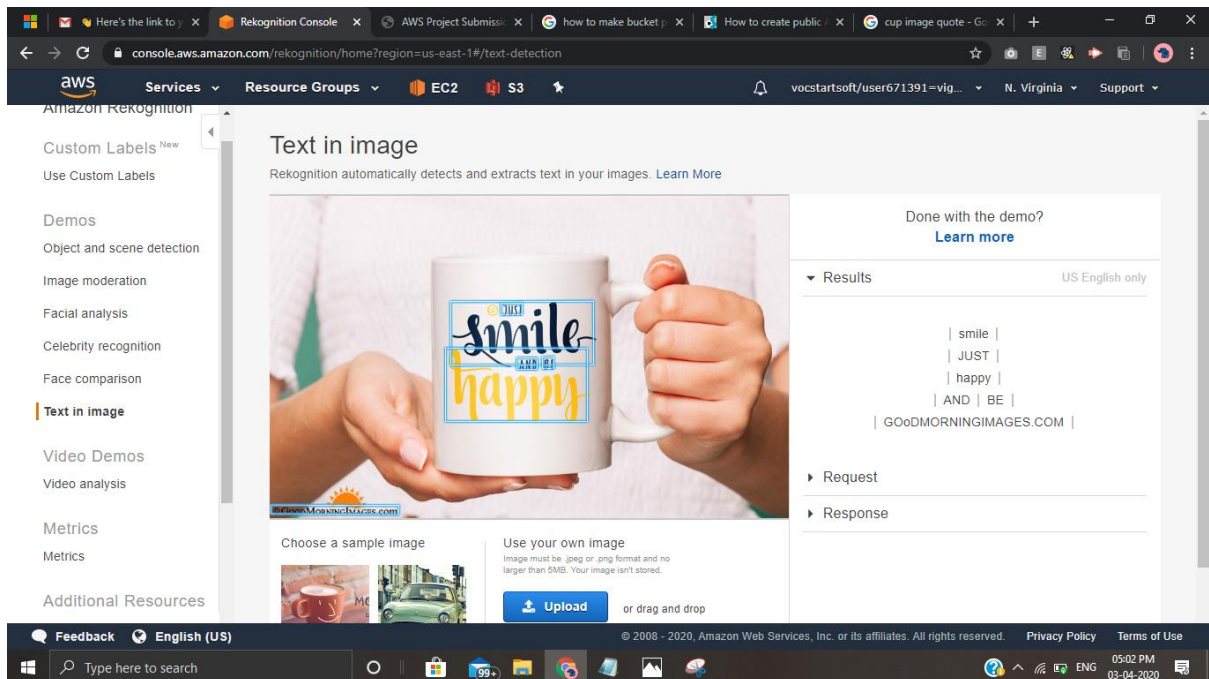 Here's the link to y
Rekognition Console
AWS Project Submissi
how to make bucket p
How to create public
cup image quote - Go
console.aws.amazon.com/rekognition/home?region=us-east-1#/text-detection
aws
Services
Resource Groups
EC2
S3
vocstartsoft/user671391=vig...
N. Virginia
Support
Amazon Rekognition
Custom Labels New
Use Custom Labels
Demos
Object and scene detection
Image moderation
Facial analysis
Celebrity recognition
Face comparison
Text in image
Video Demos
Video analysis
Metrics
Metrics
Additional Resources
Text in image
Rekognition automatically detects and extracts text in your images. Learn More
JUST
smile
AND BE
happy
©GoodMorningImages.com
Done with the demo?
Learn more
Results
US English only
| smile |
| JUST |
| happy |
| AND | BE |
| GOoDMORNINGIMAGES.COM |
Request
Response
Choose a sample image
Use your own image
Image must be .jpeg or .png format and no
larger than 5MB. Your image isn't stored.
Upload
or drag and drop
Feedback
English (US)
© 2008 - 2020, Amazon Web Services, Inc. or its affiliates. All rights reserved.
Privacy Policy
Terms of Use
Type here to search
99+
ENG
05:02 PM
03-04-2020